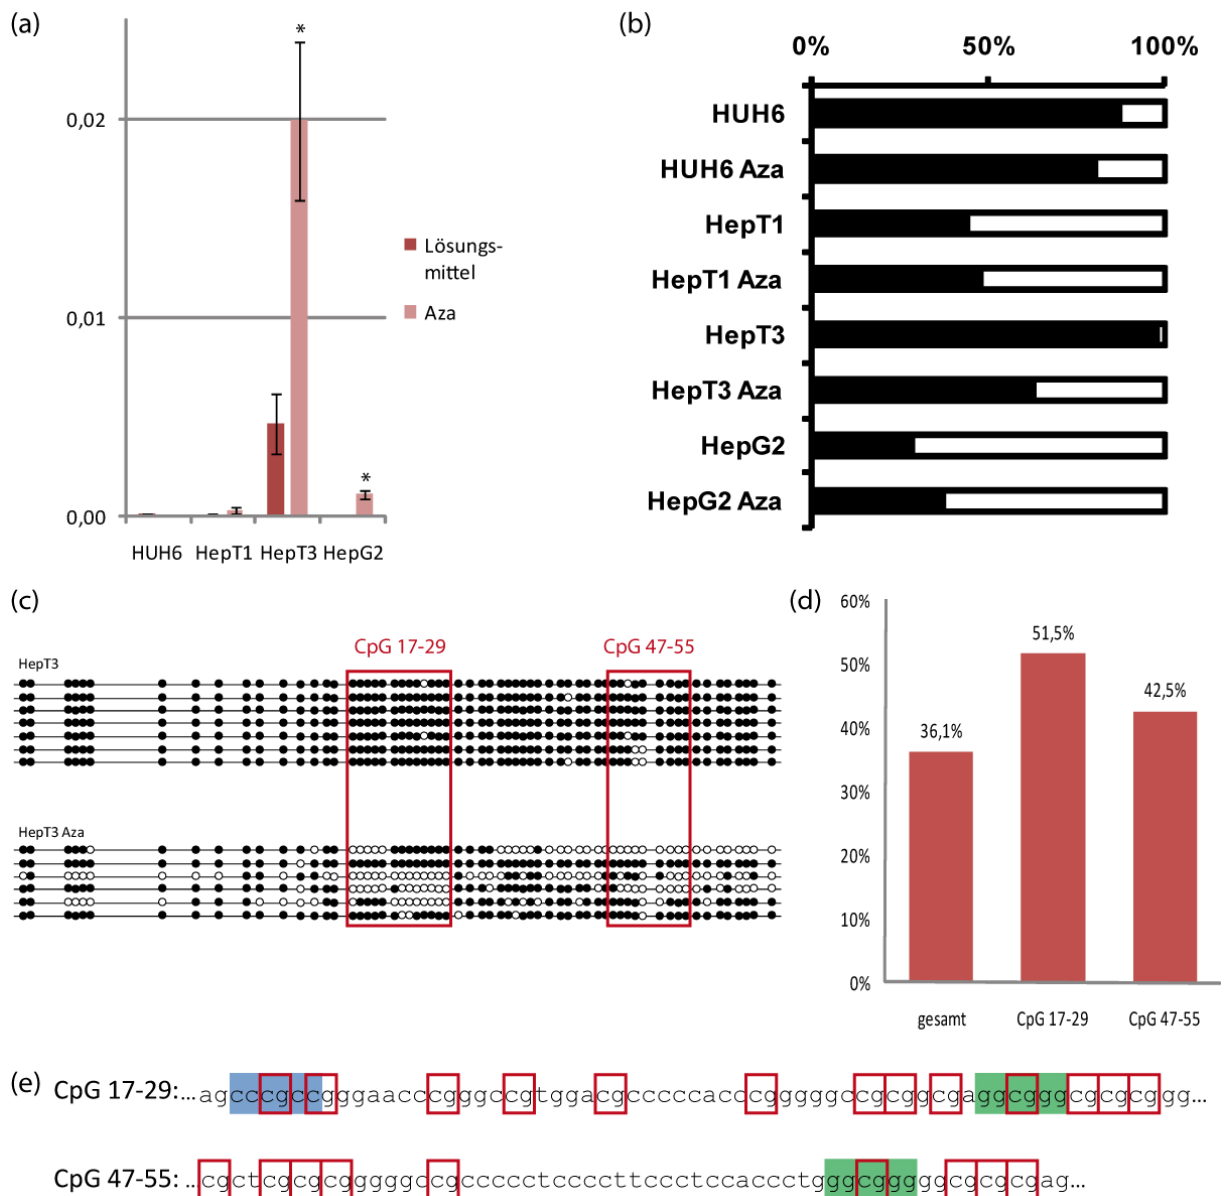 (a)
0,02
0,01
0,00
*
*
HUH6 HepT1 HepT3 HepG2
Lösungs-
mittel
Aza
(b)
0% 50% 100%
HUH6
HUH6 Aza
HepT1
HepT1 Aza
HepT3
HepT3 Aza
HepG2
HepG2 Aza
(c)
CpG 17-29 CpG 47-55
HepT3
HepT3 Aza
(d)
60%
50%
40%
30%
20%
10%
0%
36,1%
51,5%
42,5%
gesamt CpG 17-29 CpG 47-55
(e)
CpG 17-29:...agcccgccgggaacccgggccgtggacgcccccacccgggggccgcggcgaggcgggcgcgcggg...
CpG 47-55:...cgctcgcgcgggggccgccccctccccttccctccaccctgggcgggggcgcgcgag...